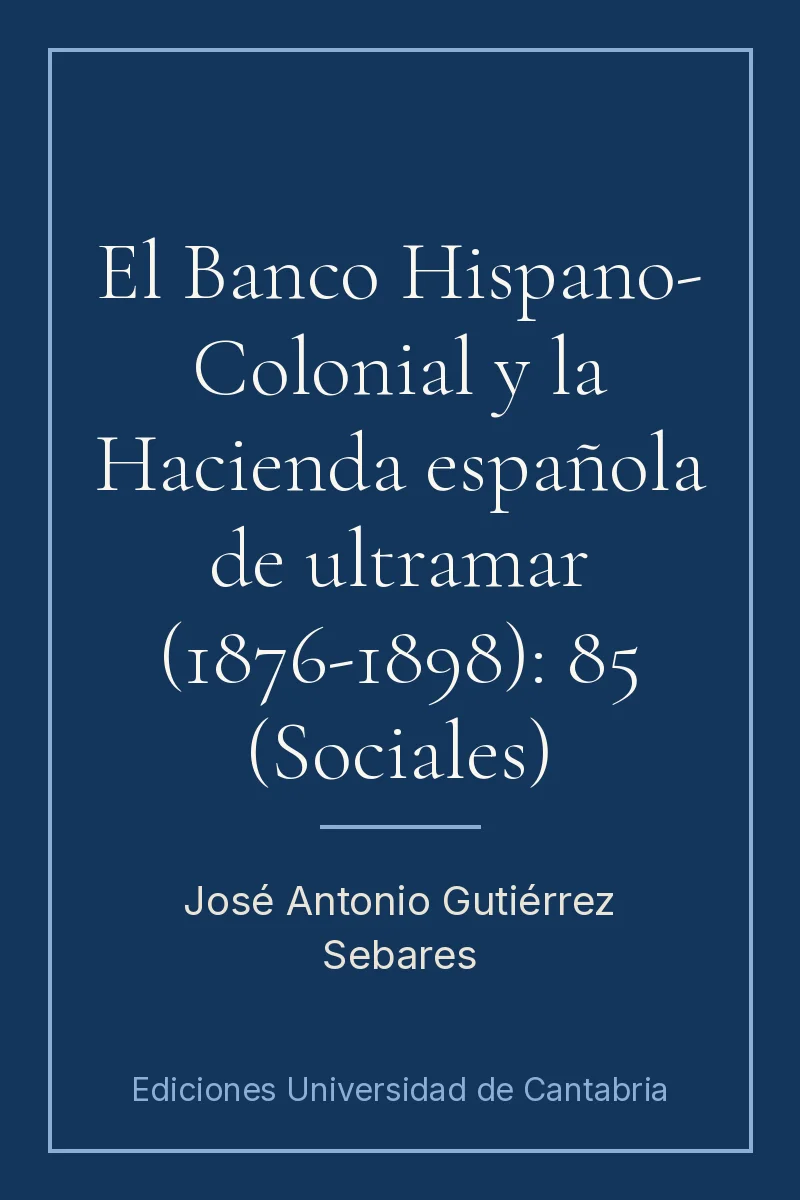 El Banco Hispano-
Colonial y la
Hacienda española
de ultramar
(1876-1898): 85
(Sociales)
José Antonio Gutiérrez
Sebares
Ediciones Universidad de Cantabria